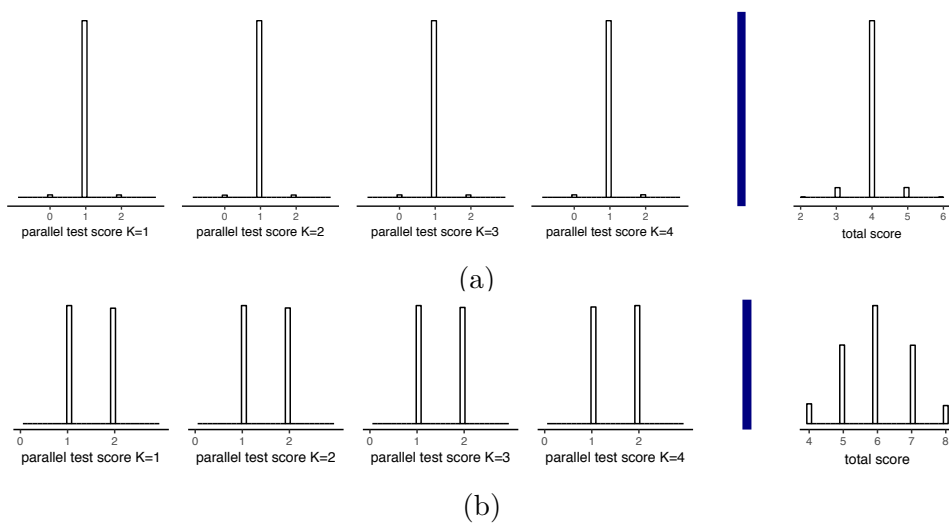 0 1 2 0 1 2 0 1 2 0 1 2 2 3 4 5 6
parallel test score K=1 parallel test score K=2 parallel test score K=3 parallel test score K=4 total score
(a)
0 1 2 0 1 2 0 1 2 0 1 2 4 5 6 7 8
parallel test score K=1 parallel test score K=2 parallel test score K=3 parallel test score K=4 total score
(b)